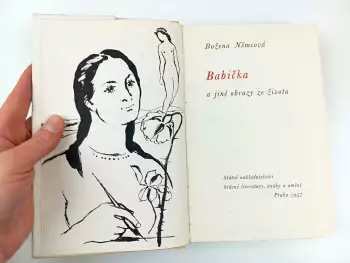 Božena Němcová
Babička
a jiné obrazy ze života
Státní nakladatelství
krásné literatury, hudby a umění
Praha 1957